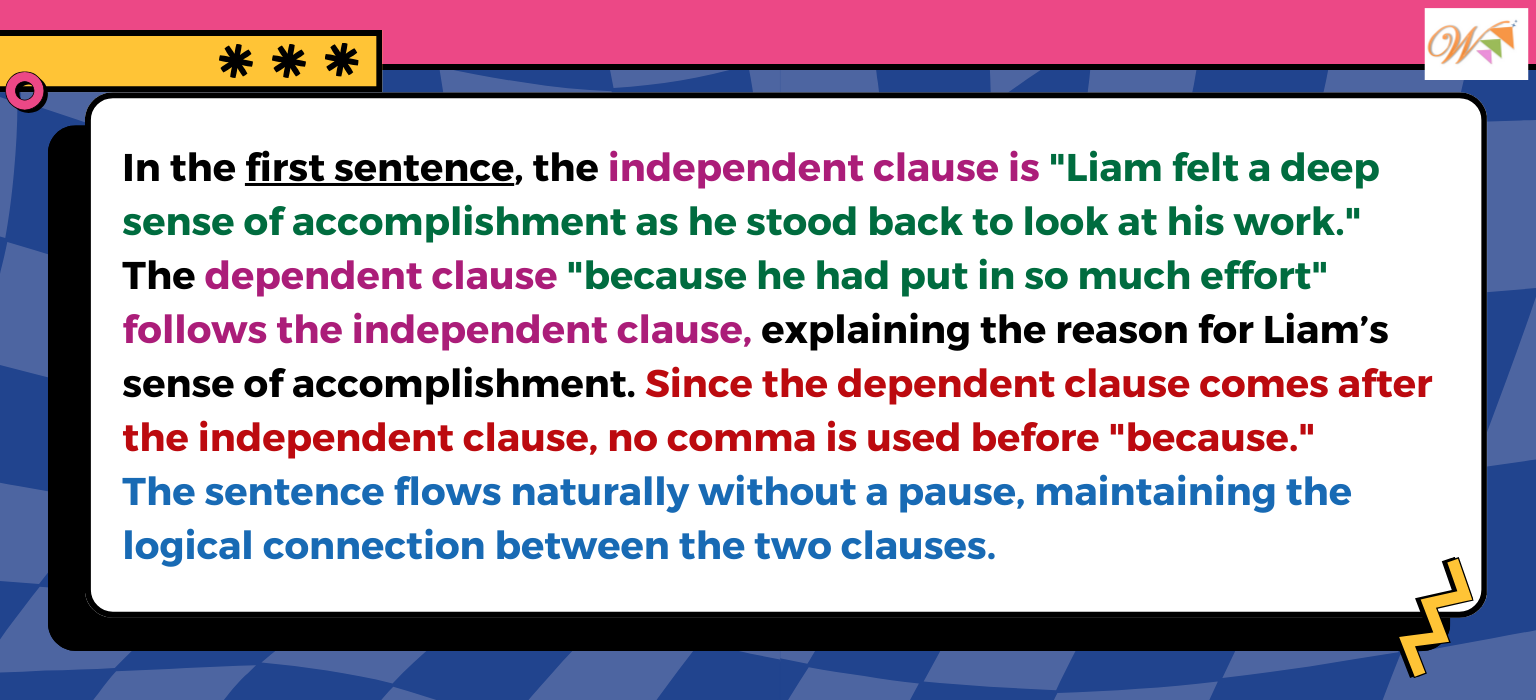 In the first sentence, the independent clause is "Liam felt a deep
sense of accomplishment as he stood back to look at his work."
The dependent clause "because he had put in so much effort"
follows the independent clause, explaining the reason for Liam’s
sense of accomplishment. Since the dependent clause comes after
the independent clause, no comma is used before "because."
The sentence flows naturally without a pause, maintaining the
logical connection between the two clauses.